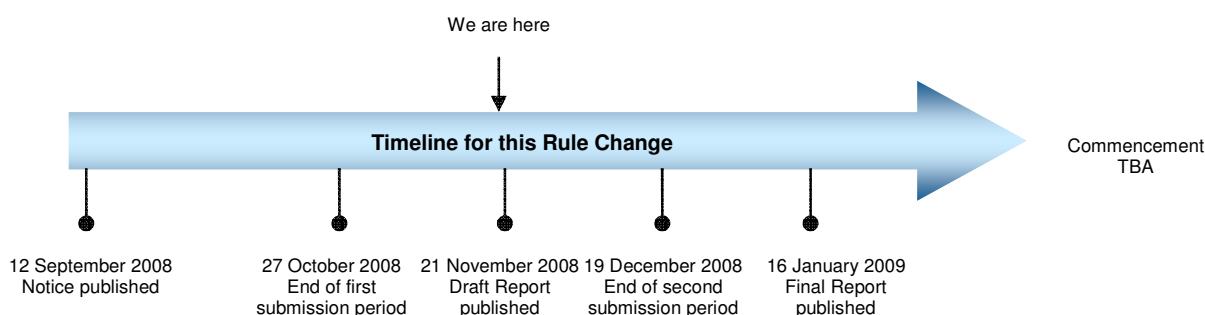 We are here
Timeline for this Rule Change
Commencement
TBA
12 September 2008
Notice published
27 October 2008
End of first
submission period
21 November 2008
Draft Report
published
19 December 2008
End of second
submission period
16 January 2009
Final Report
published